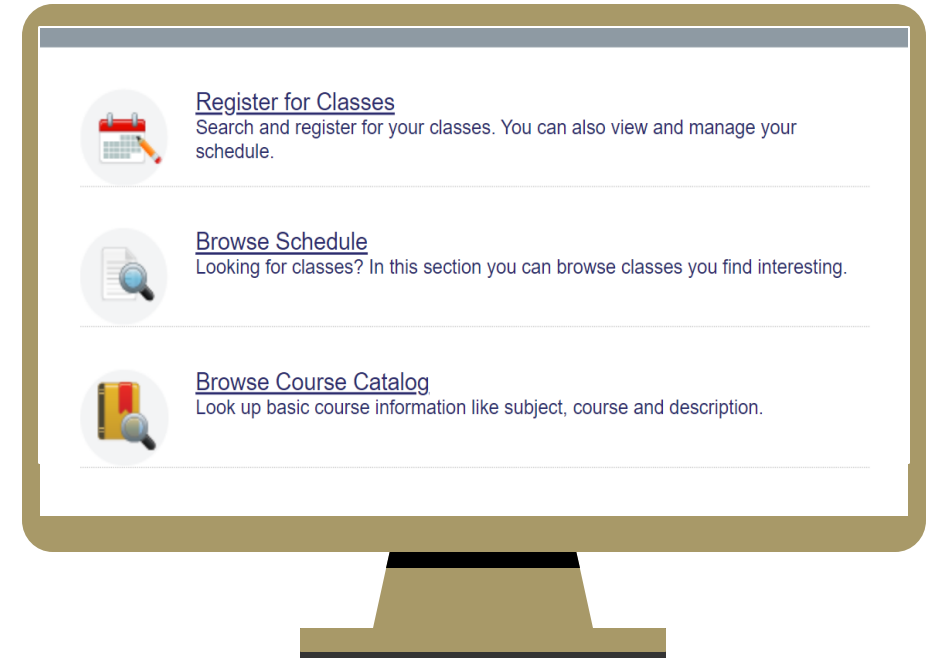 Register for Classes
Search and register for your classes. You can also view and manage your
schedule.
Browse Schedule
Looking for classes? In this section you can browse classes you find interesting.
Browse Course Catalog
Look up basic course information like subject, course and description.